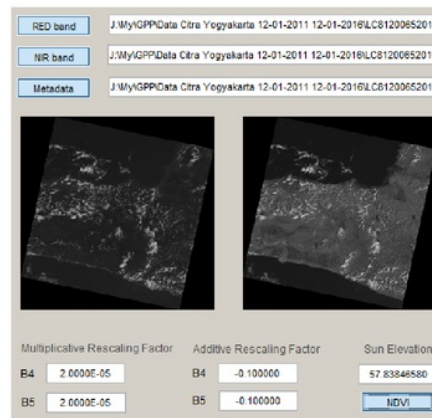 RED band J:\My\GPP\Data Citra Yogyakarta 12-01-2011 12-01-2016\LC8120065201
NIR band J:\My\GPP\Data Citra Yogyakarta 12-01-2011 12-01-2016\LC8120065201
Metadata J:\My\GPP\Data Citra Yogyakarta 12-01-2011 12-01-2016\LC8120065201
Multiplicative Rescaling Factor Additive Rescaling Factor Sun Elevation
B4 2.0000E-05 B4 -0.100000 57.83846580
B5 2.0000E-05 B5 -0.100000 NDVI